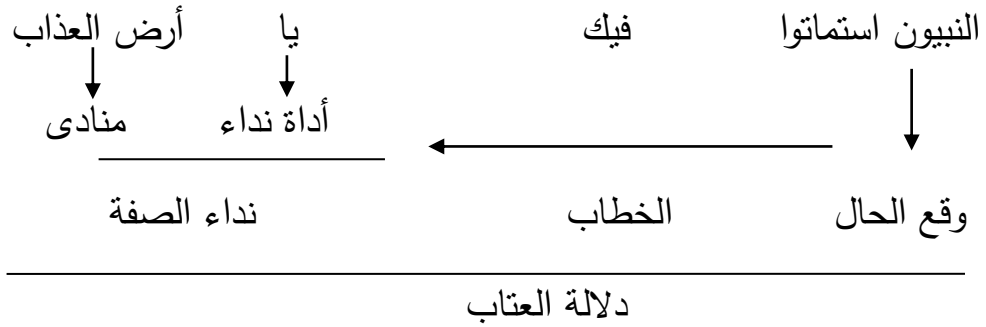 النبيون استماتوا فيك يا أرض العذاب
أداة نداء منادى
وقع الحال الخطاب نداء الصفة
دلالة العتاب